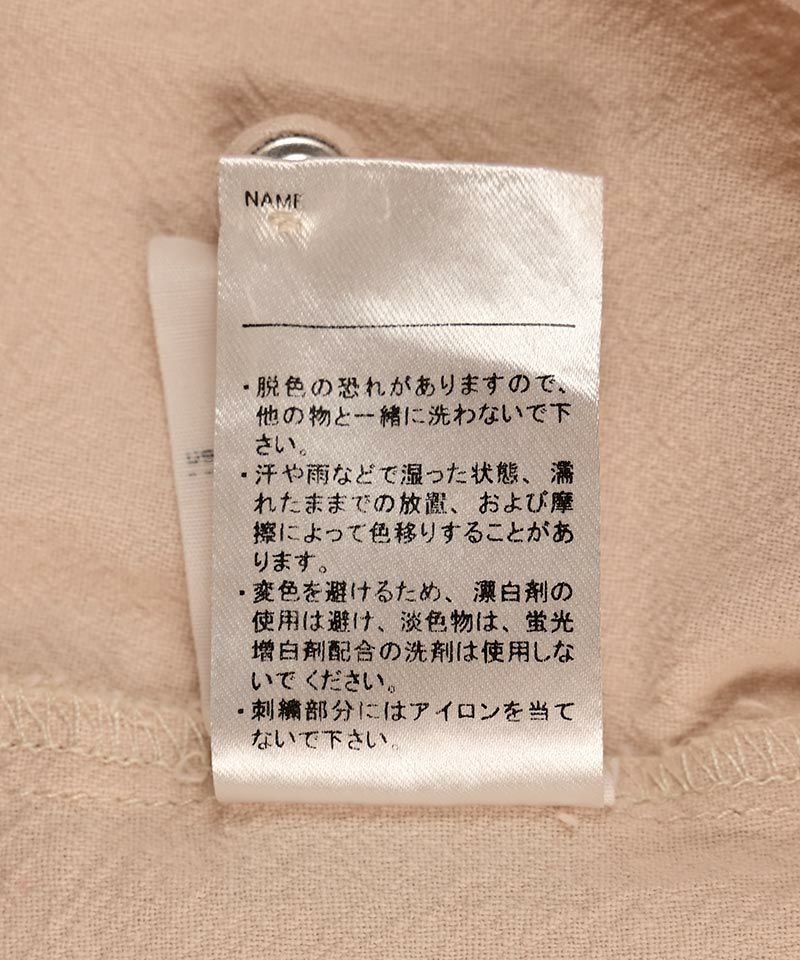 NAME
・脱色の恐れがありますので、
他の物と一緒に洗わないで下
さい。
・汗や雨などで湿った状態、濡
れたままでの放置、および摩
擦によって色移りすることがあ
ります。
・変色を避けるため、漂白剤の
使用は避け、淡色物は、蛍光
増白剤配合の洗剤は使用しな
いでください。
・刺繍部分にはアイロンを当て
ないで下さい。